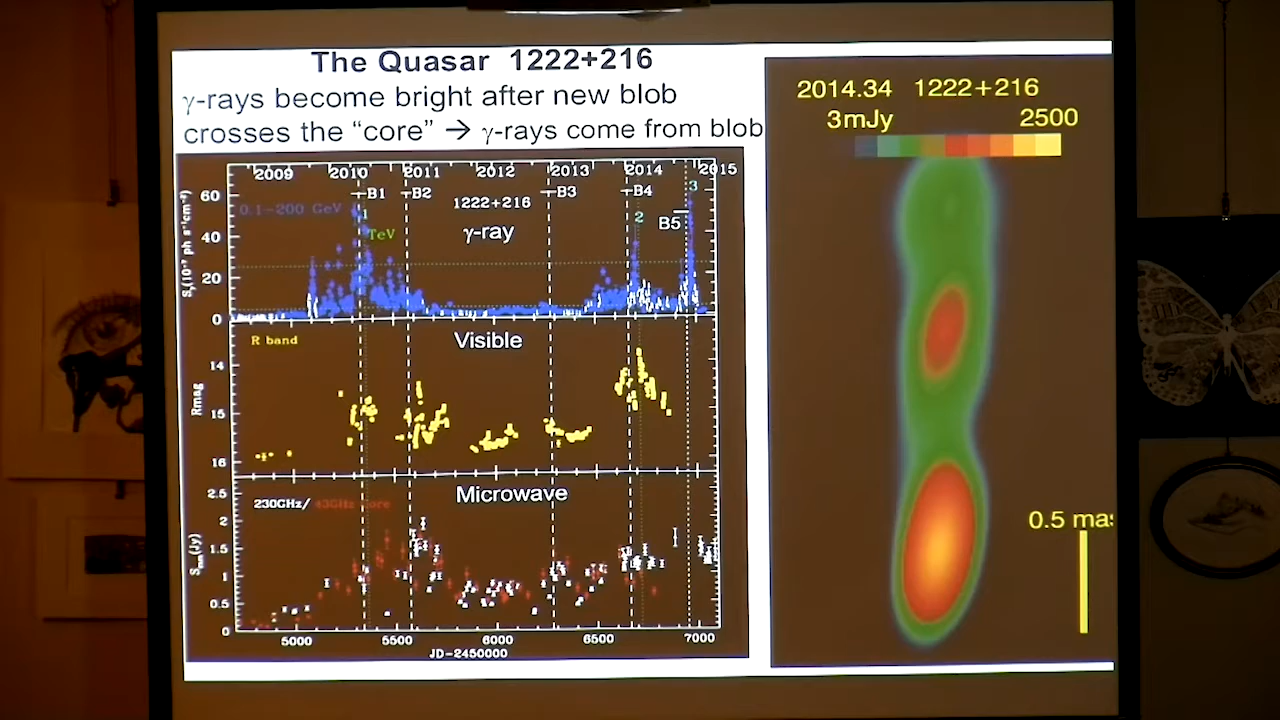 The Quasar 1222+216
γ-rays become bright after new blob
crosses the “core” → γ-rays come from blob
2009 2010 2011 2012 2013 2014 2015
B1 B2 B3 B4
1222+216
0.1-200 GeV
1
2
3
B5
TeV
γ-ray
60
40
20
0
R band
Visible
Rmag
14
15
16
230GHz/ 43GHz core
Microwave
2.5
2
1.5
1
0.5
0
5000 5500 6000 6500 7000
JD-2450000
2014.34 1222+216
3mJy 2500
0.5 mas